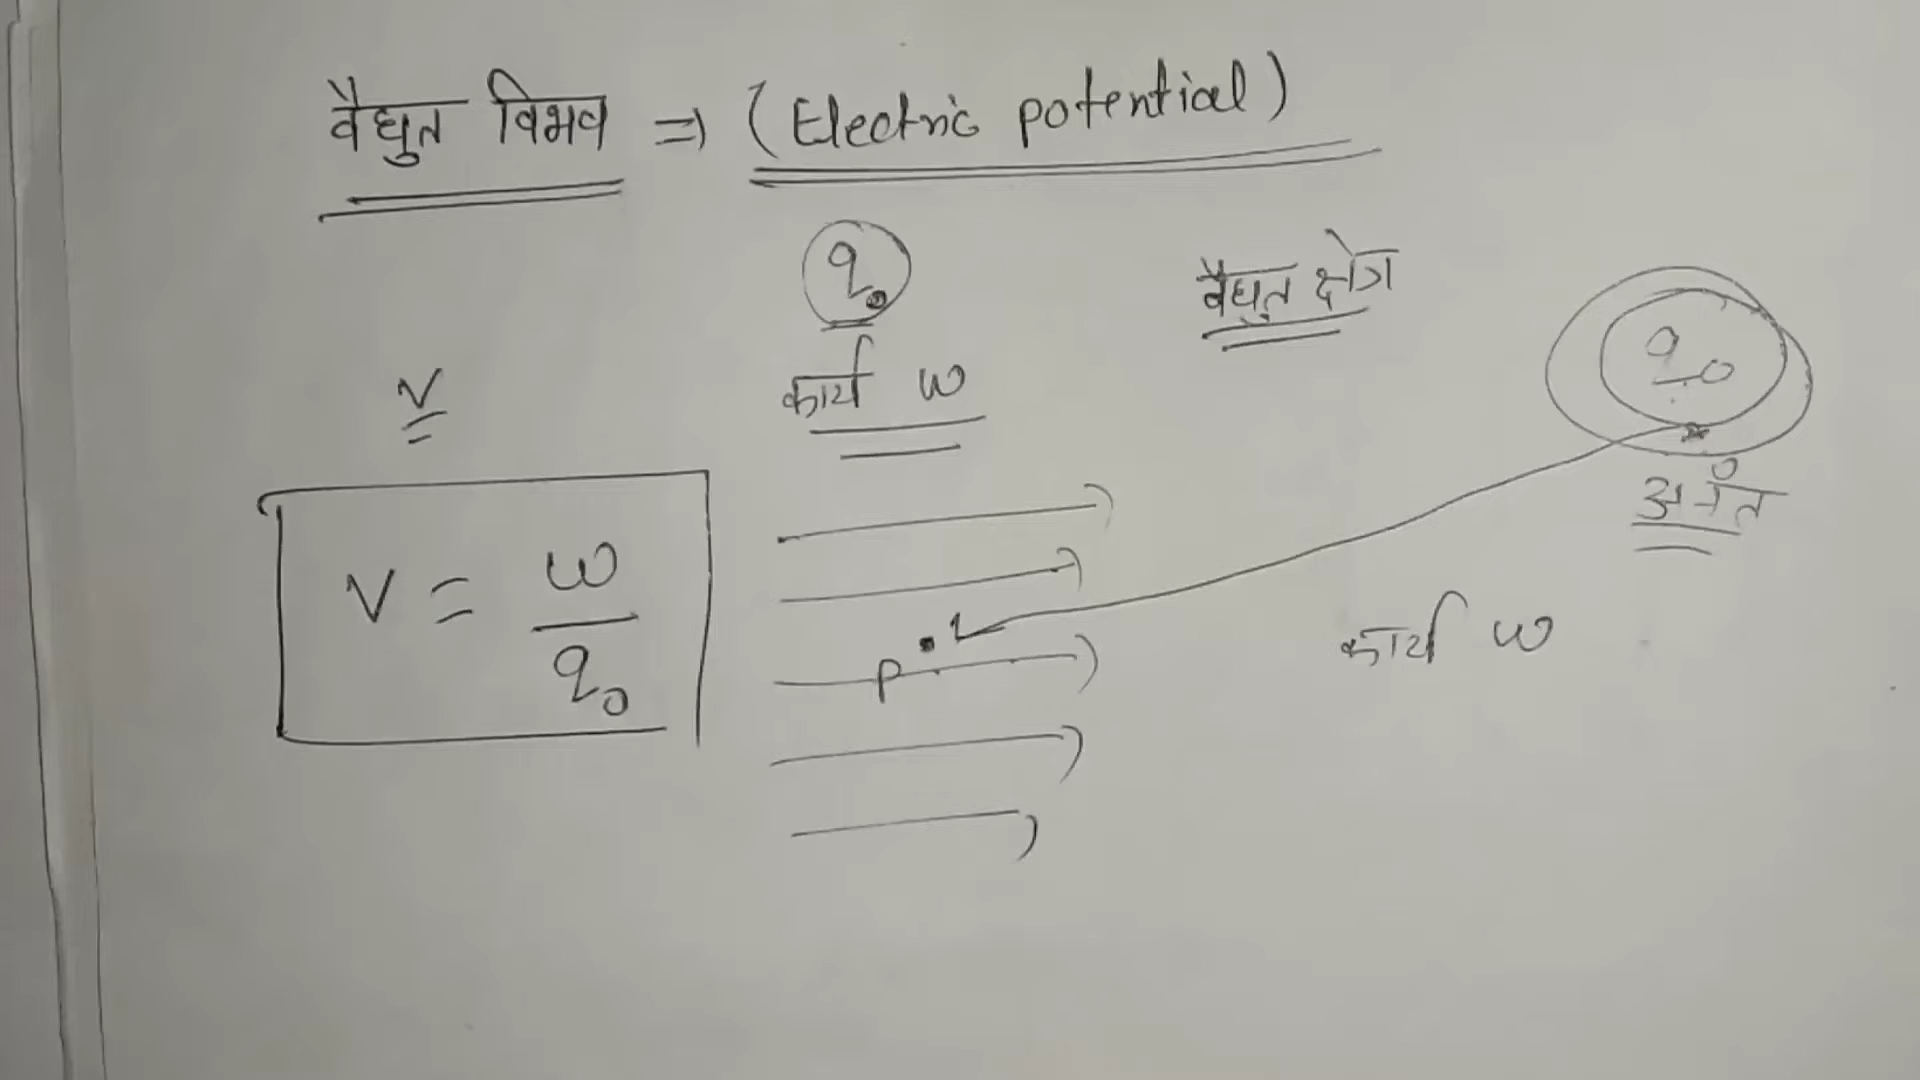 वैधुत विभव => (Electric potential)
q₀
वैधुत क्षेत्र
q₀
V
कार्य w
अनंत
V = w/q₀
P
कार्य w